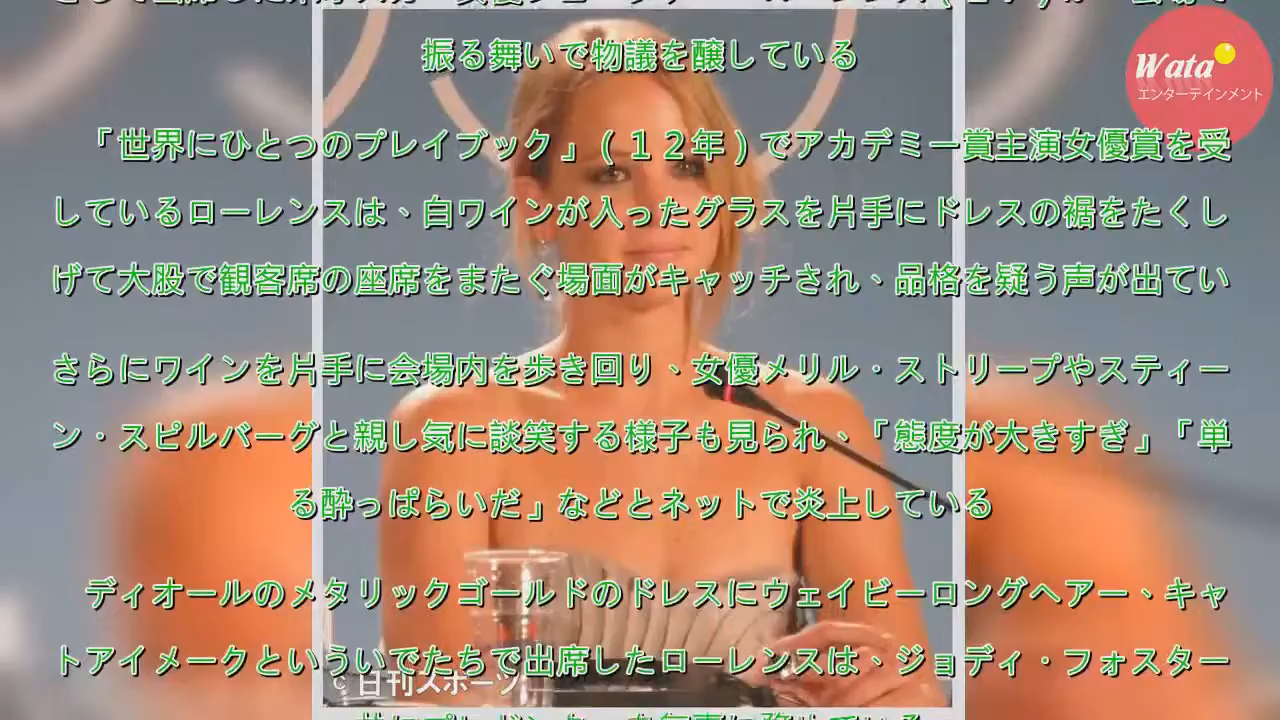 振る舞いで物議を醸している
Wata
エンターテインメント
「世界にひとつのプレイブック」(１２年)でアカデミー賞主演女優賞を受
しているローレンスは、白ワインが入ったグラスを片手にドレスの裾をたくし
げて大股で観客席の座席をまたぐ場面がキャッチされ、品格を疑う声が出てい
さらにワインを片手に会場内を歩き回り、女優メリル・ストリープやスティー
ン・スピルバーグと親し気に談笑する様子も見られ、「態度が大きすぎ」「単
る酔っぱらいだ」などとネットで炎上している
ディオールのメタリックゴールドのドレスにウェイビーロングヘアー、キャ
トアイメークといういでたちで出席したローレンスは、ジョディ・フォスター
©日刊スポーツ